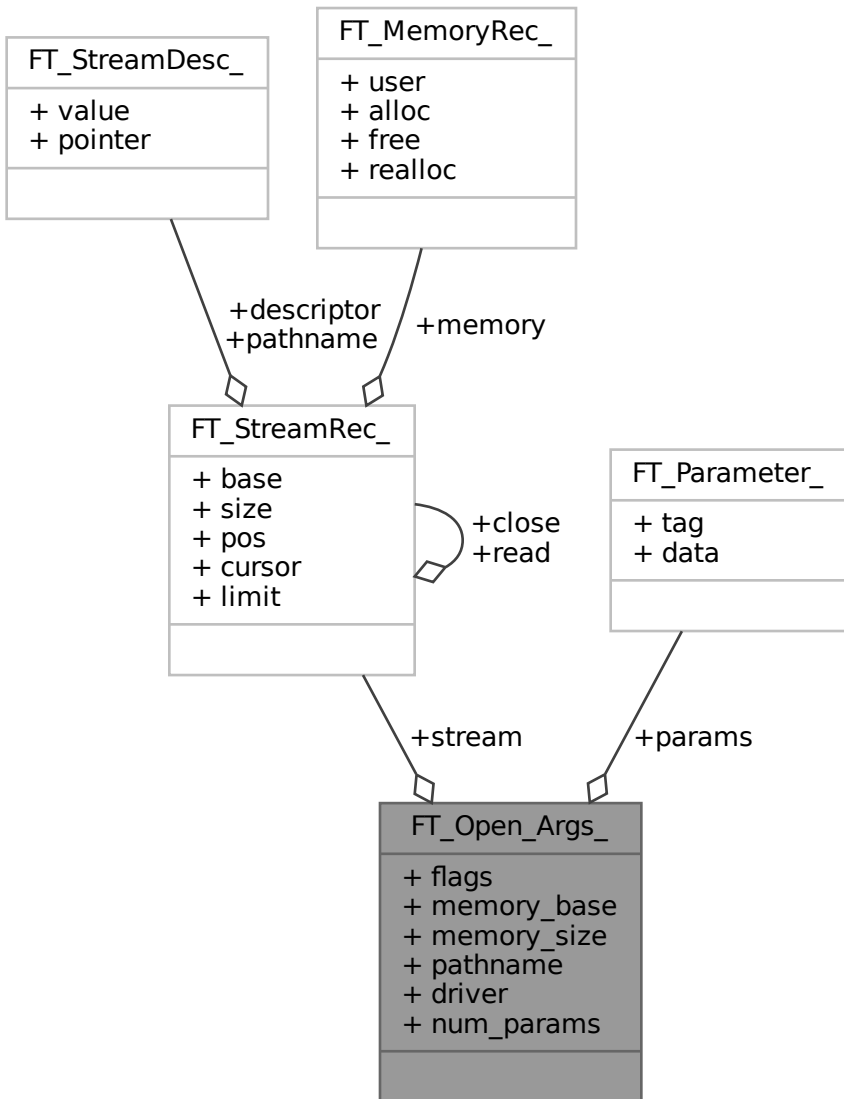 FT_StreamDesc_
+ value
+ pointer
FT_MemoryRec_
+ user
+ alloc
+ free
+ realloc
+descriptor
+pathname
+memory
FT_StreamRec_
+ base
+ size
+ pos
+ cursor
+ limit
+close
+read
FT_Parameter_
+ tag
+ data
+stream
+params
FT_Open_Args_
+ flags
+ memory_base
+ memory_size
+ pathname
+ driver
+ num_params